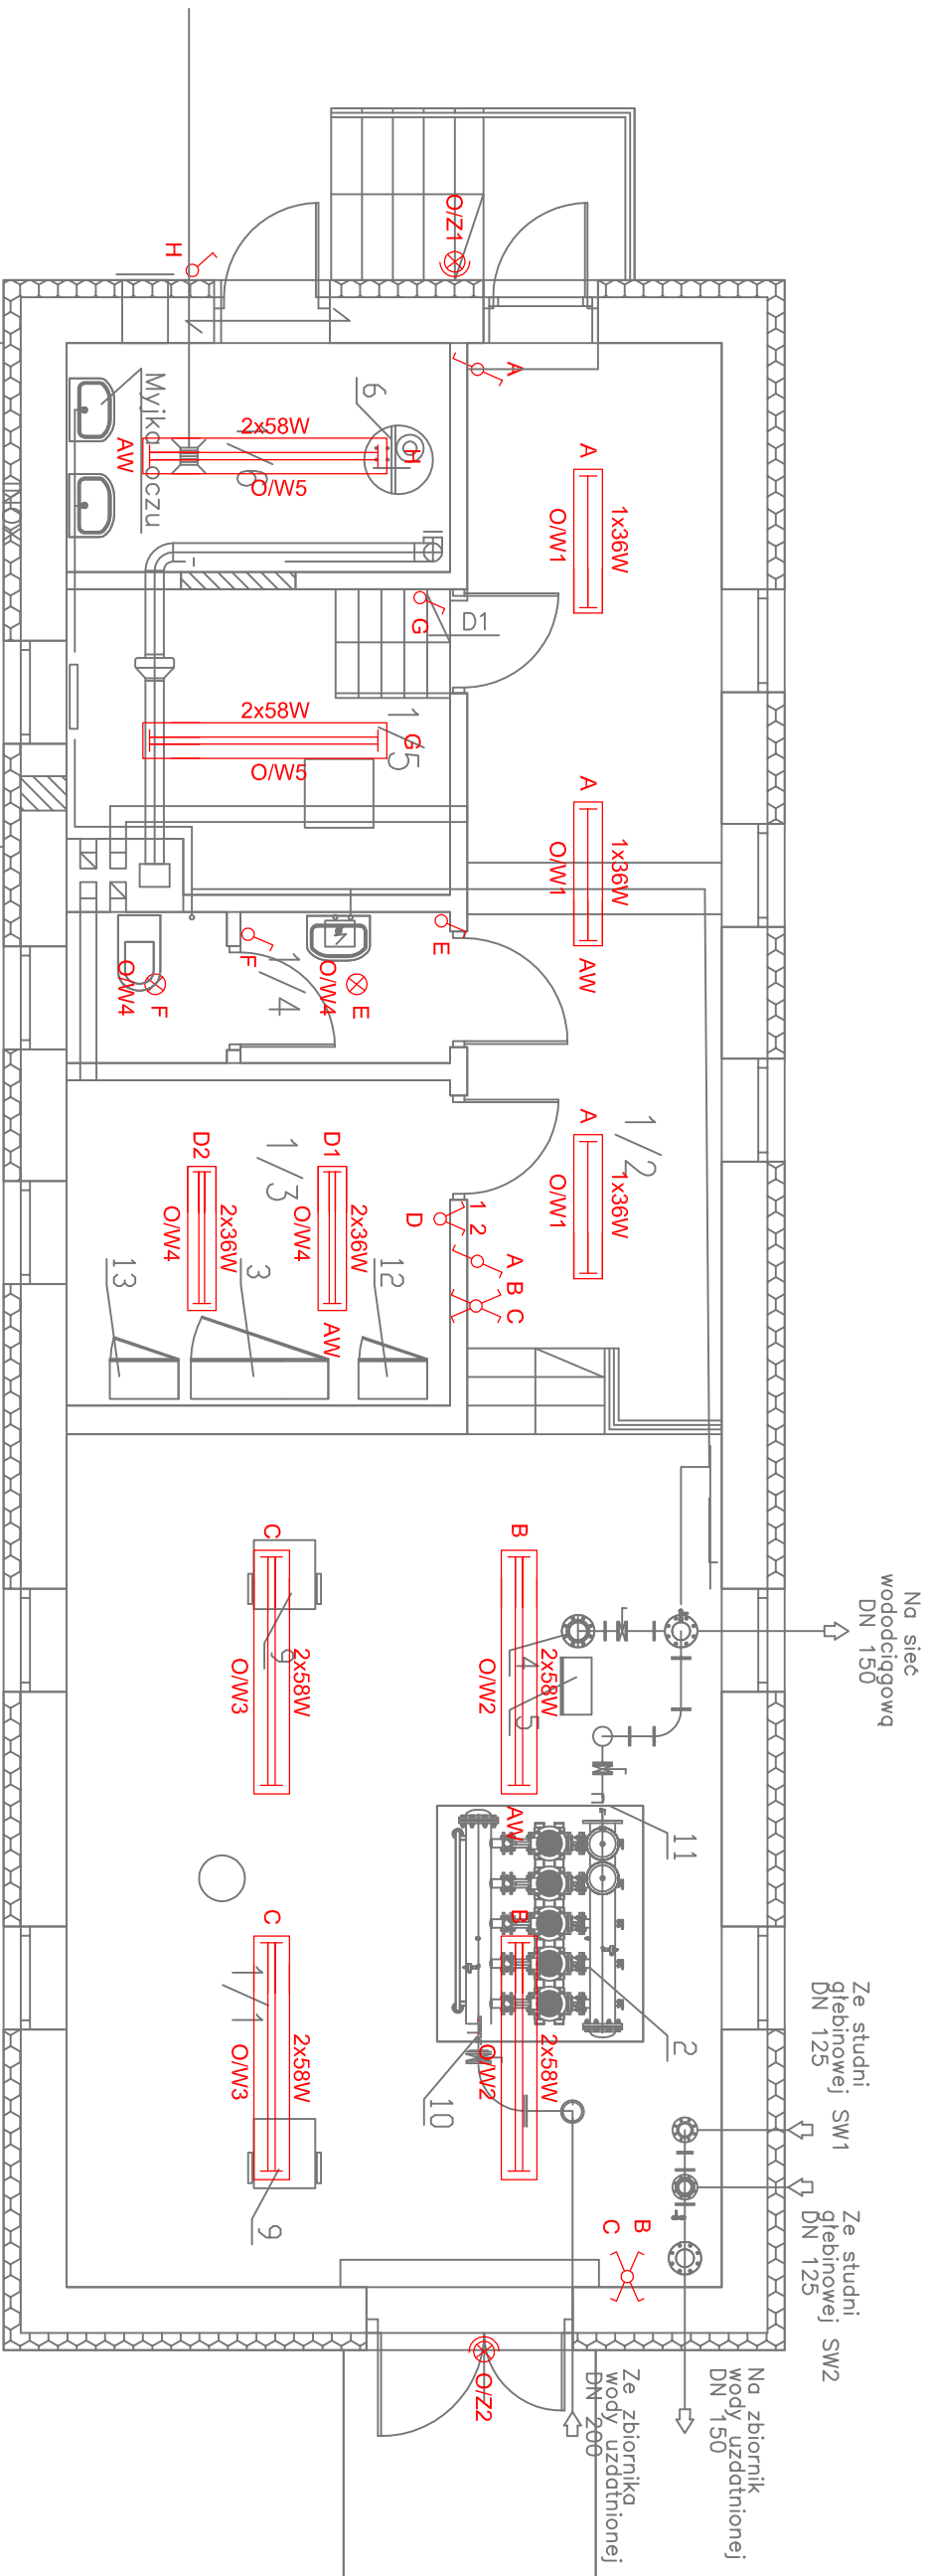 Na sieć
wodociągową
DN 150
Ze studni
głębinowej SW1
DN 125
Ze studni
głębinowej SW2
DN 125
Na zbiornik
wody uzdatnionej
DN 150
Ze zbiornika
wody uzdatnionej
DN 200
O/Z1
H
A
A
1x36W
O/W1
A
1x36W
O/W1
AW
A
1x36W
O/W1
1/2
6
Myjka oczu
2x58W
AW
O/W5
H
1/6
G
D1
2x58W
O/W5
G
1/5
E
F
1/4
O/W4
E
O/W4
F
D1
2x36W
O/W4
AW
D2
2x36W
O/W4
1/3
12
3
13
1 2
D
A
B
C
B
2x58W
O/W2
AW
4
5
C
2x58W
O/W3
9
11
B
2x58W
O/W2
2
10
C
2x58W
O/W3
1/1
9
B
C
O/Z2